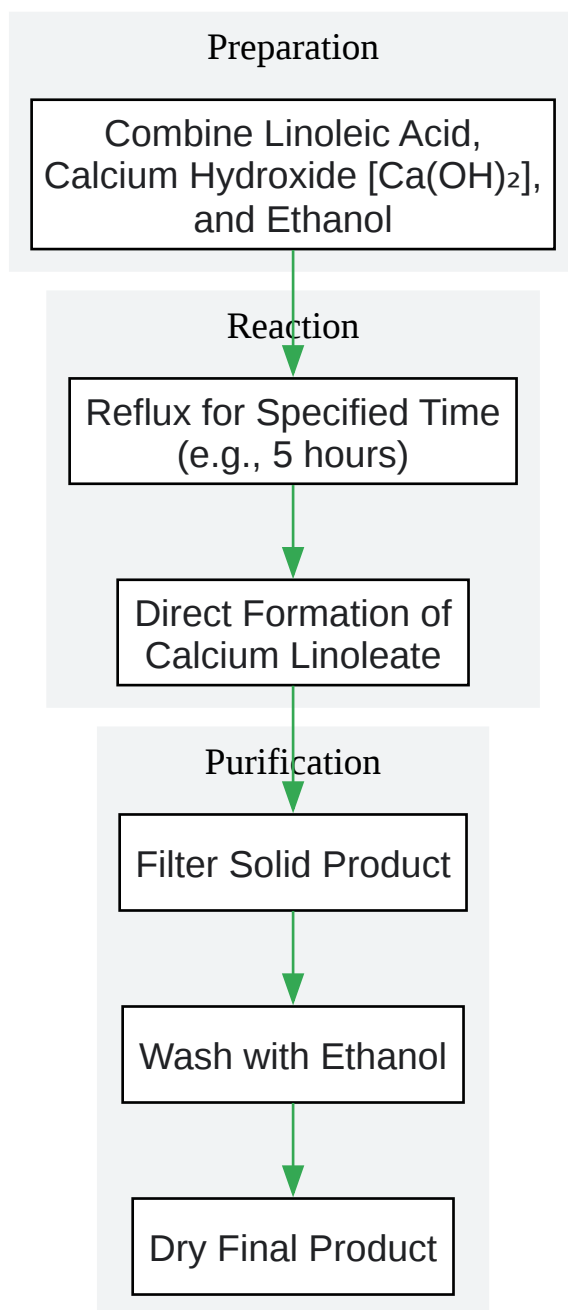 Preparation
Combine Linoleic Acid,
Calcium Hydroxide [Ca(OH)₂],
and Ethanol
Reaction
Reflux for Specified Time
(e.g., 5 hours)
Direct Formation of
Calcium Linoleate
Purification
Filter Solid Product
Wash with Ethanol
Dry Final Product